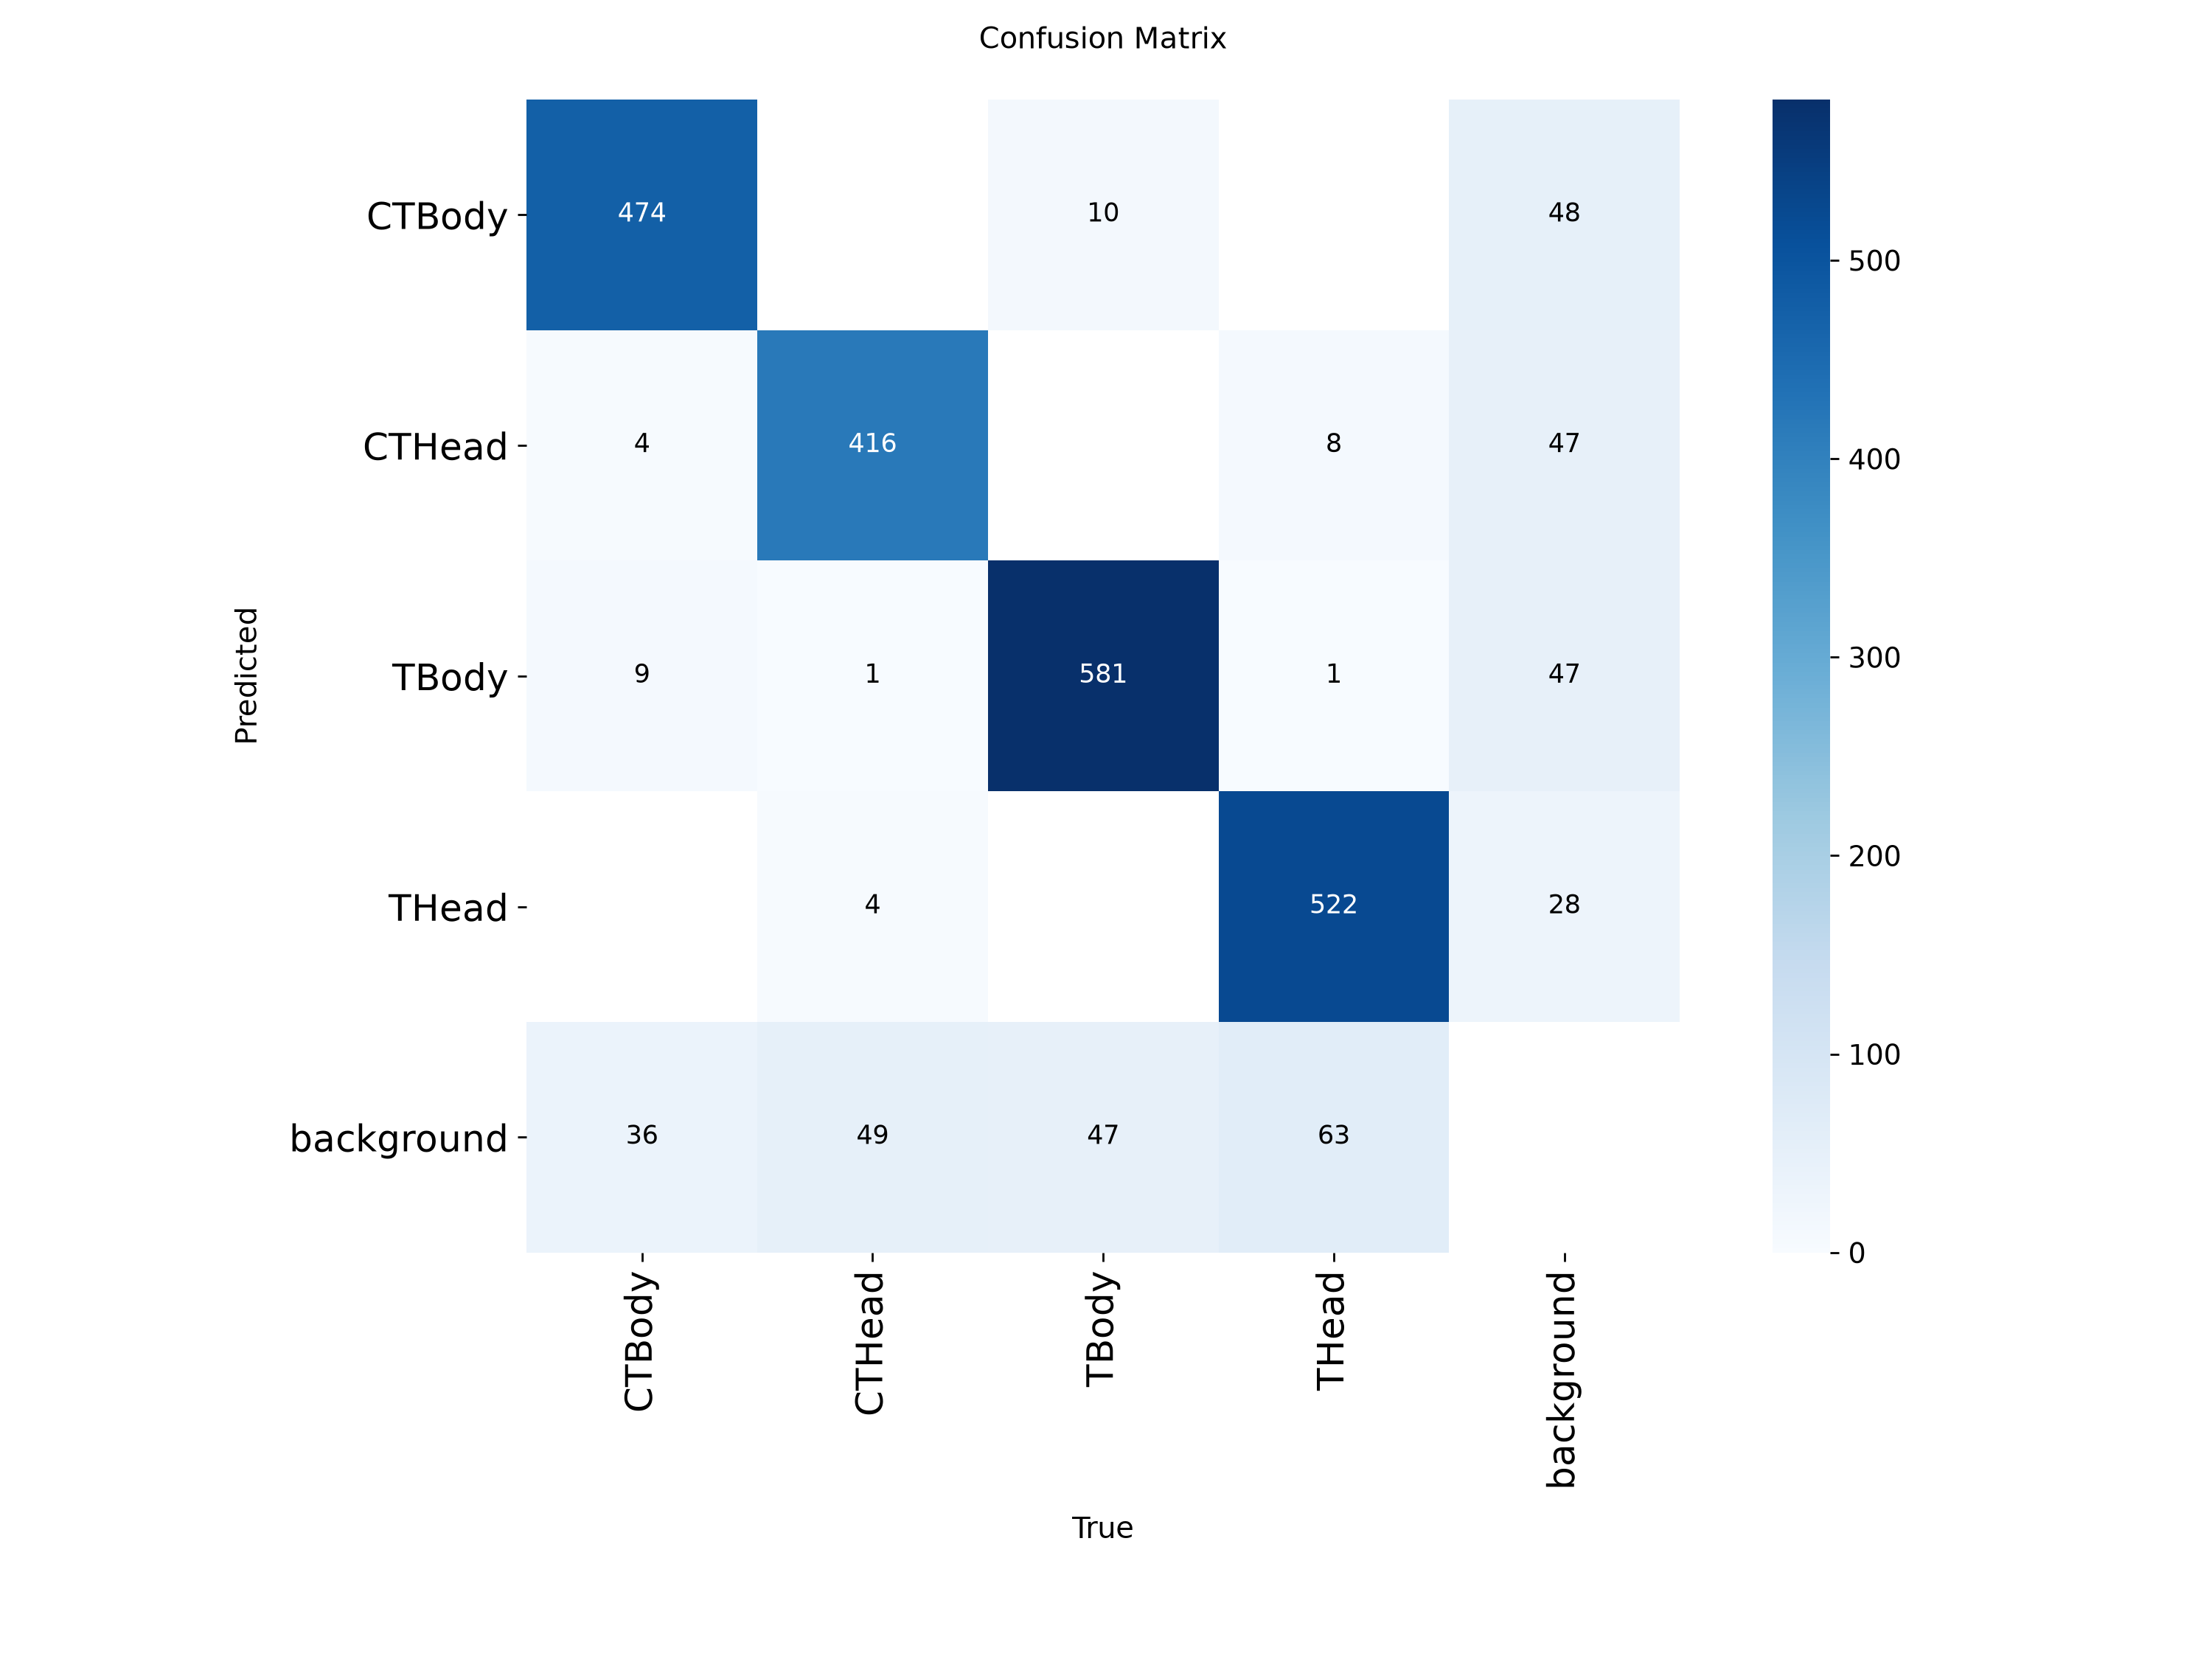 Confusion Matrix
CTBody
474
10
48
CTHead
4
416
8
47
TBody
9
1
581
1
47
THead
4
522
28
background
36
49
47
63
CTBody
CTHead
TBody
THead
background
Predicted
True
500
400
300
200
100
0